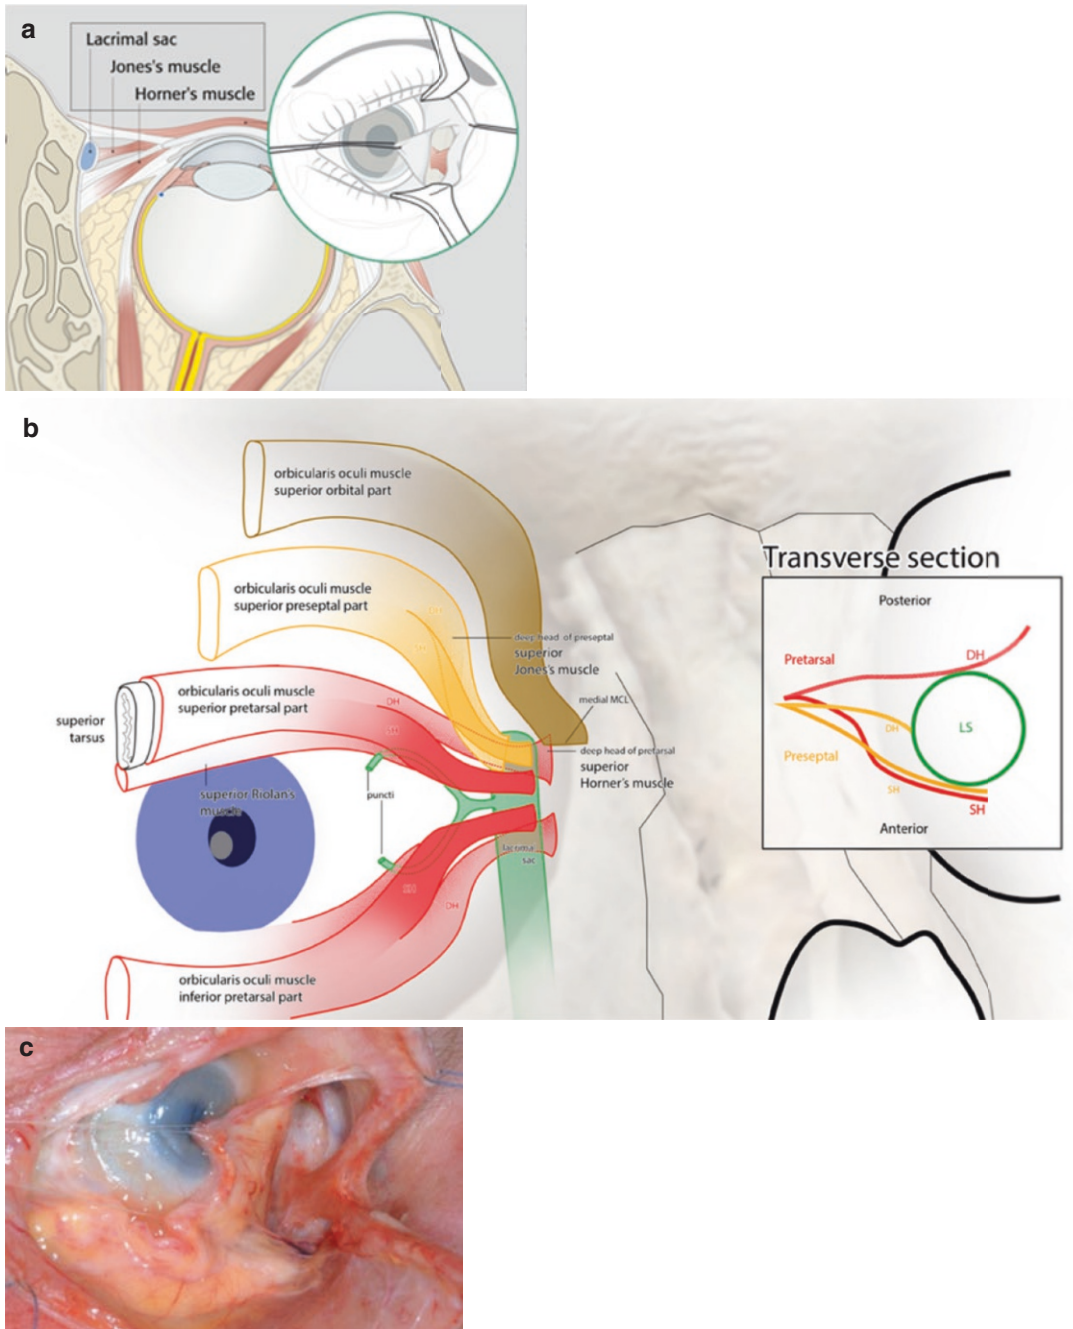 a
Lacrimal sac
Jones's muscle
Horner's muscle
b
orbicularis oculi muscle
superior orbital part
orbicularis oculi muscle
superior preseptal part
DH
SH
deep head of preseptal
superior
Jones's muscle
orbicularis oculi muscle
superior pretarsal part
DH
SH
superior
tarsus
medial MCL
deep head of pretarsal
superior
Horner's muscle
superior Riolan's
muscle
puncti
lacrimal
sac
SH
DH
orbicularis oculi muscle
inferior pretarsal part
Transverse section
Posterior
Pretarsal
DH
DH
LS
Preseptal
SH
SH
Anterior
c